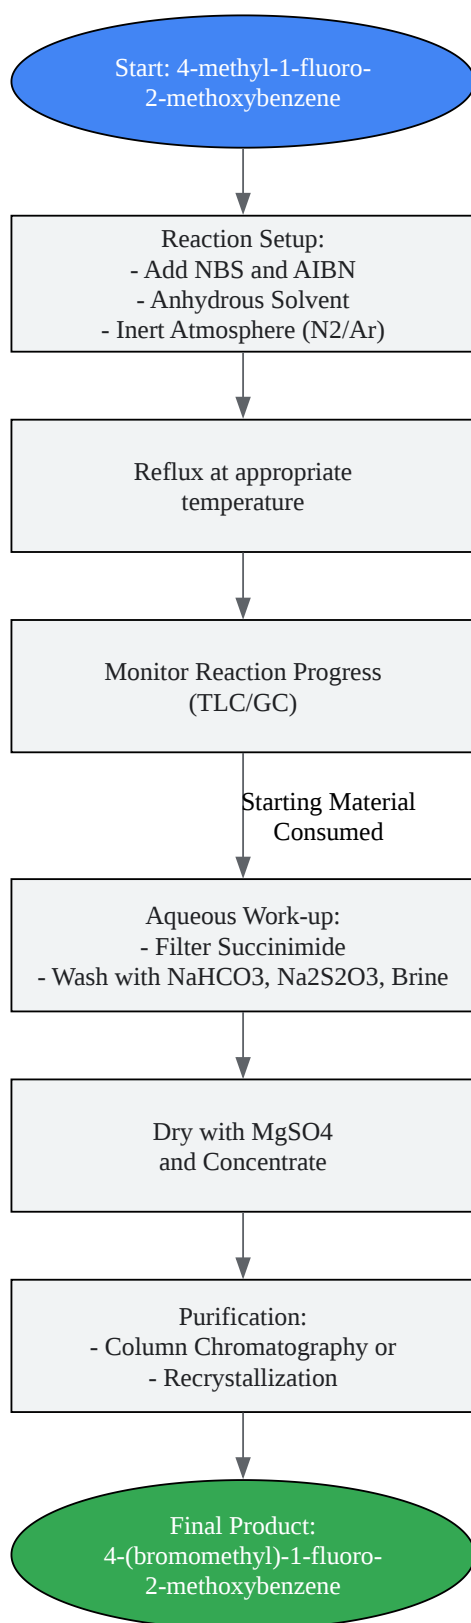 Start: 4-methyl-1-fluoro-
2-methoxybenzene
Reaction Setup:
- Add NBS and AIBN
- Anhydrous Solvent
- Inert Atmosphere (N2/Ar)
Reflux at appropriate
temperature
Monitor Reaction Progress
(TLC/GC)
Starting Material
Consumed
Aqueous Work-up:
- Filter Succinimide
- Wash with NaHCO3, Na2S2O3, Brine
Dry with MgSO4
and Concentrate
Purification:
- Column Chromatography or
- Recrystallization
Final Product:
4-(bromomethyl)-1-fluoro-
2-methoxybenzene